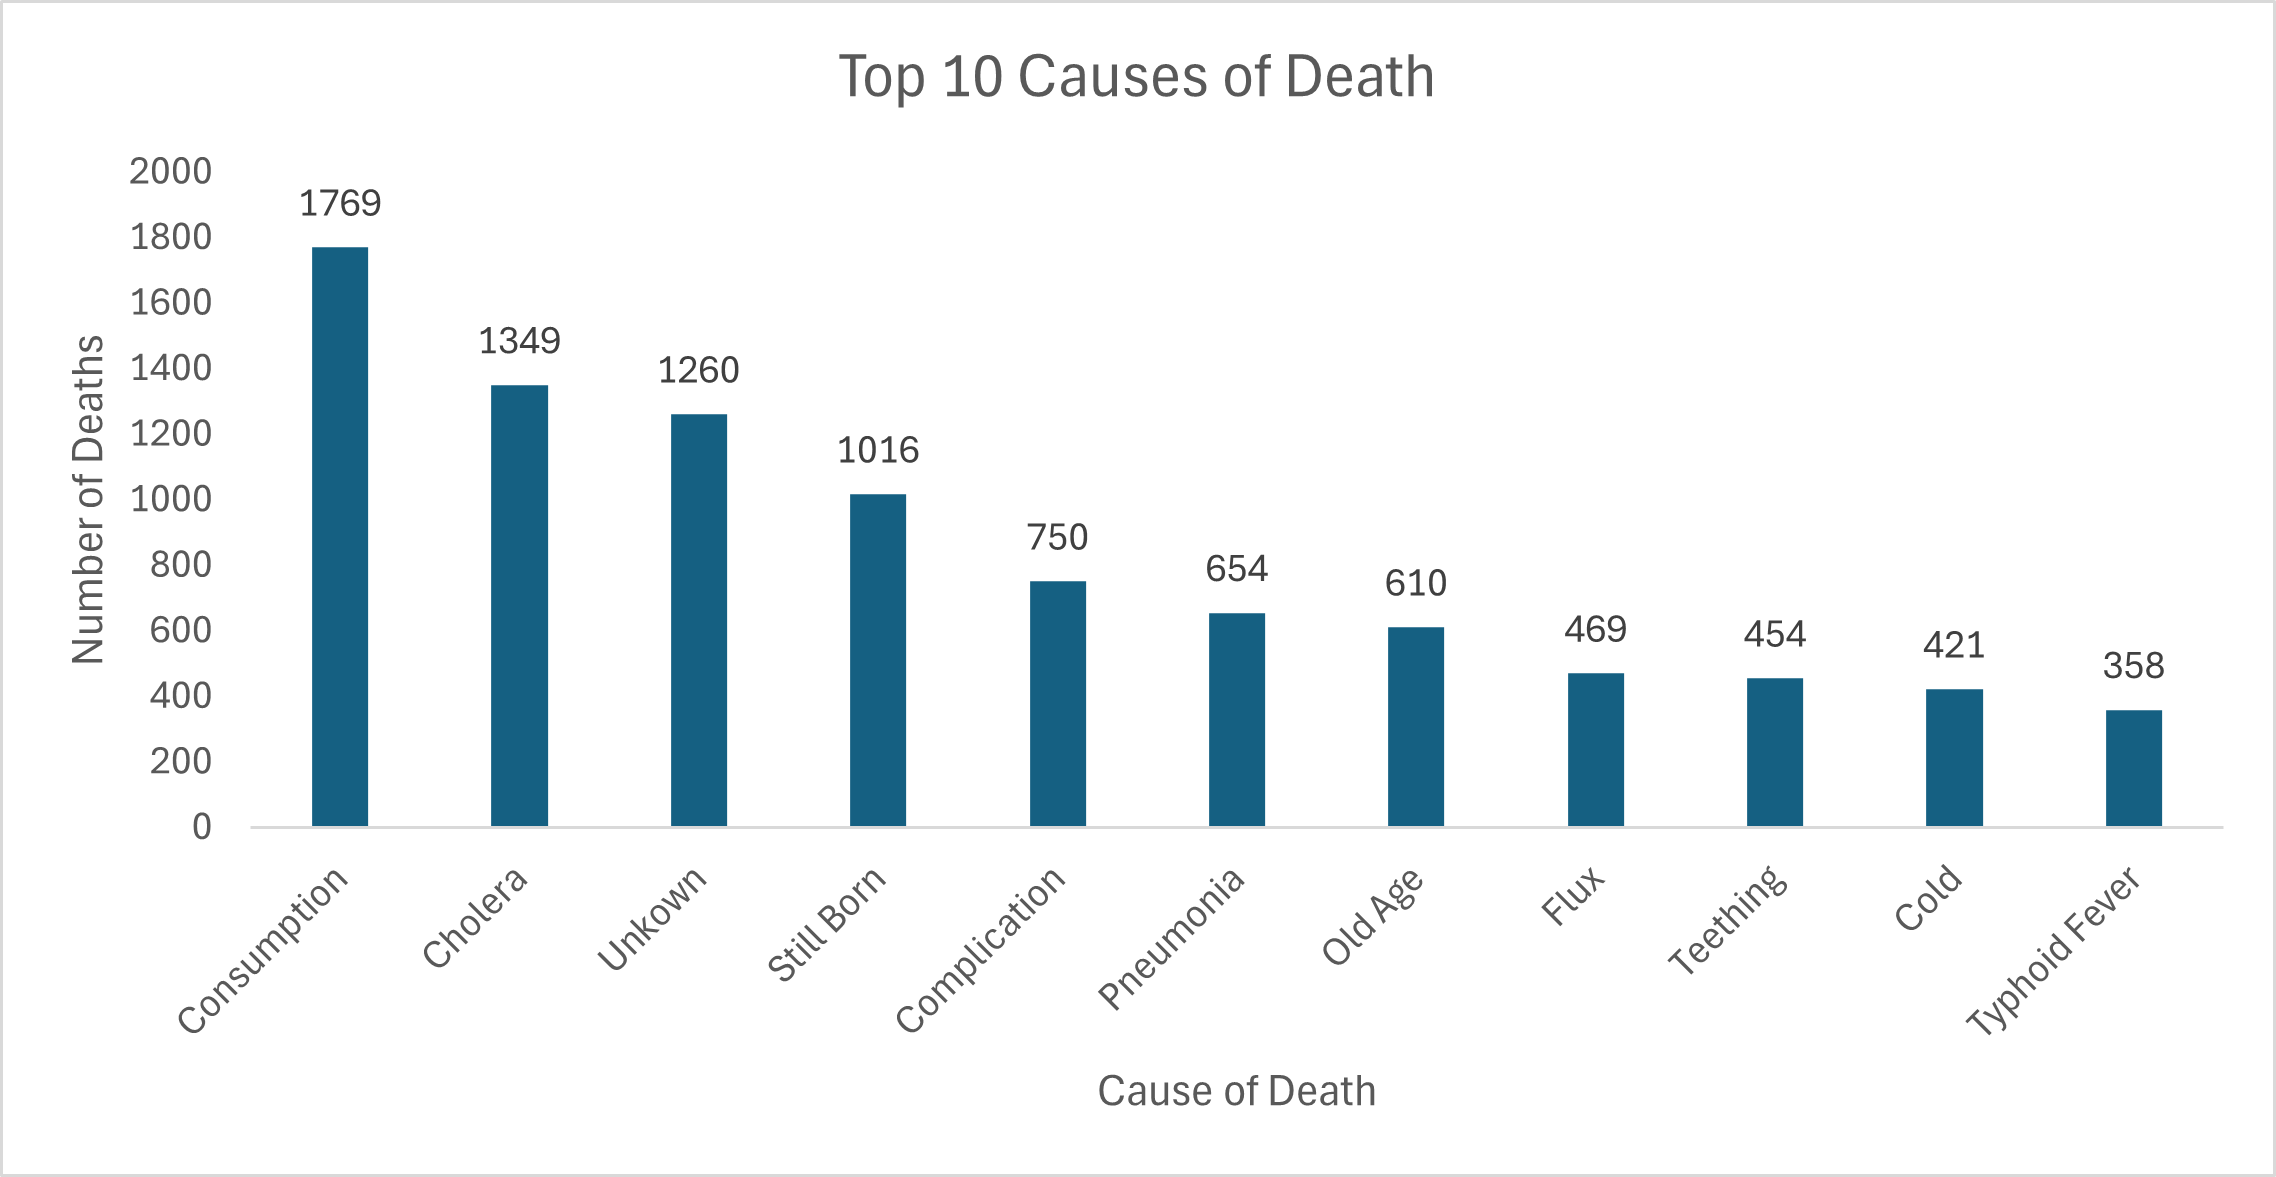 Top 10 Causes of Death
Number of Deaths
2000
1800
1600
1400
1200
1000
800
600
400
200
0
1769
1349
1260
1016
750
654
610
469
454
421
358
Consumption
Cholera
Unkown
Still Born
Complication
Pneumonia
Old Age
Flux
Teething
Cold
Typhoid Fever
Cause of Death